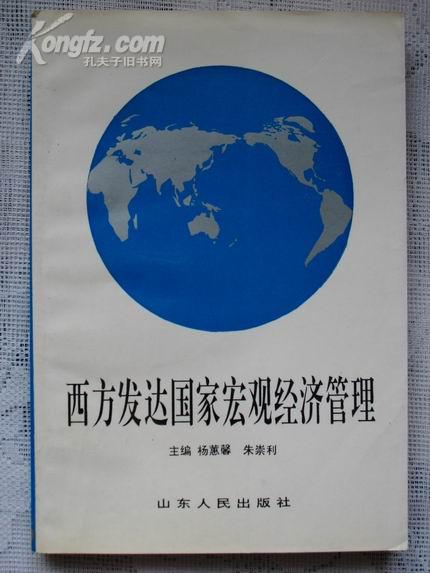 Kongfz.com
孔夫子旧书网
西方发达国家宏观经济管理
主编 杨蕙馨 朱崇利
山东人民出版社